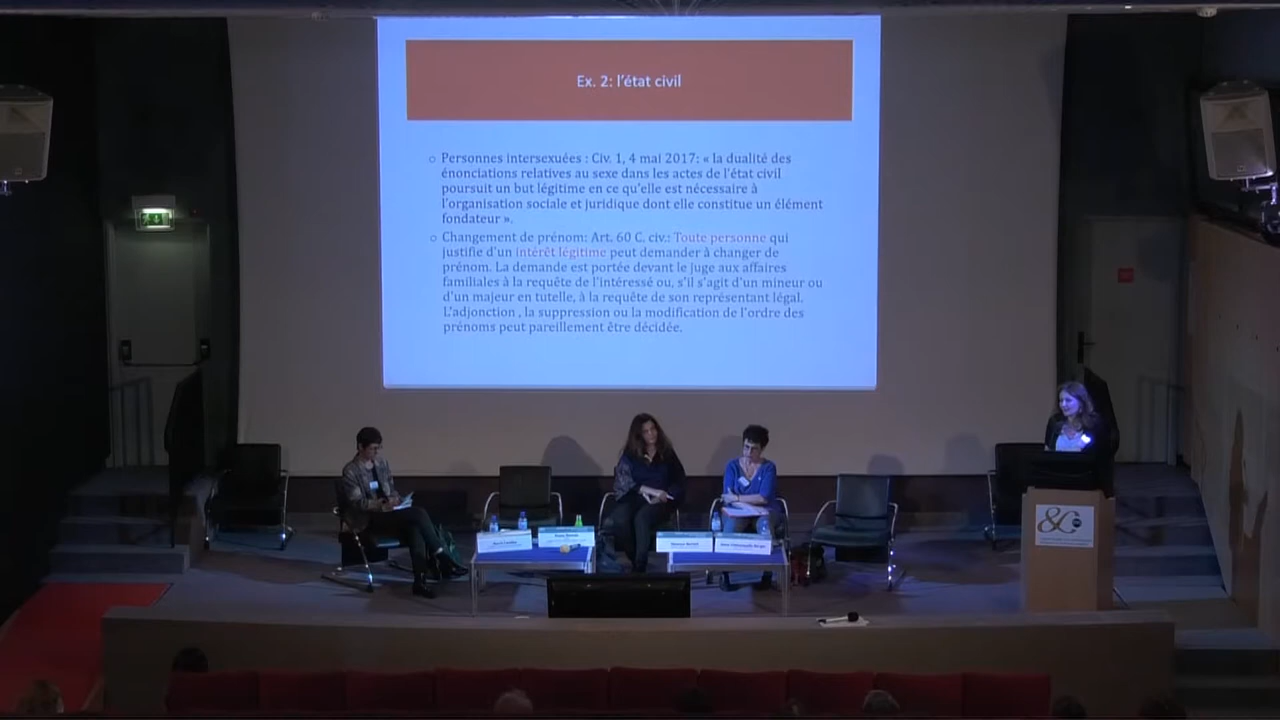 Ex. 2: l'état civil
○ Personnes intersexuées : Civ. 1, 4 mai 2017: « la dualité des
énonciations relatives au sexe dans les actes de l'état civil
poursuit un but légitime en ce qu'elle est nécessaire à
l'organisation sociale et juridique dont elle constitue un élément
fondateur ».
○ Changement de prénom: Art. 60 C. civ.: Toute personne qui
justifie d'un intérêt légitime peut demander à changer de
prénom. La demande est portée devant le juge aux affaires
familiales à la requête de l'intéressé ou, s'il s'agit d'un mineur ou
d'un majeur en tutelle, à la requête de son représentant légal.
L'adjonction , la suppression ou la modification de l'ordre des
prénoms peut pareillement être décidée.
&C